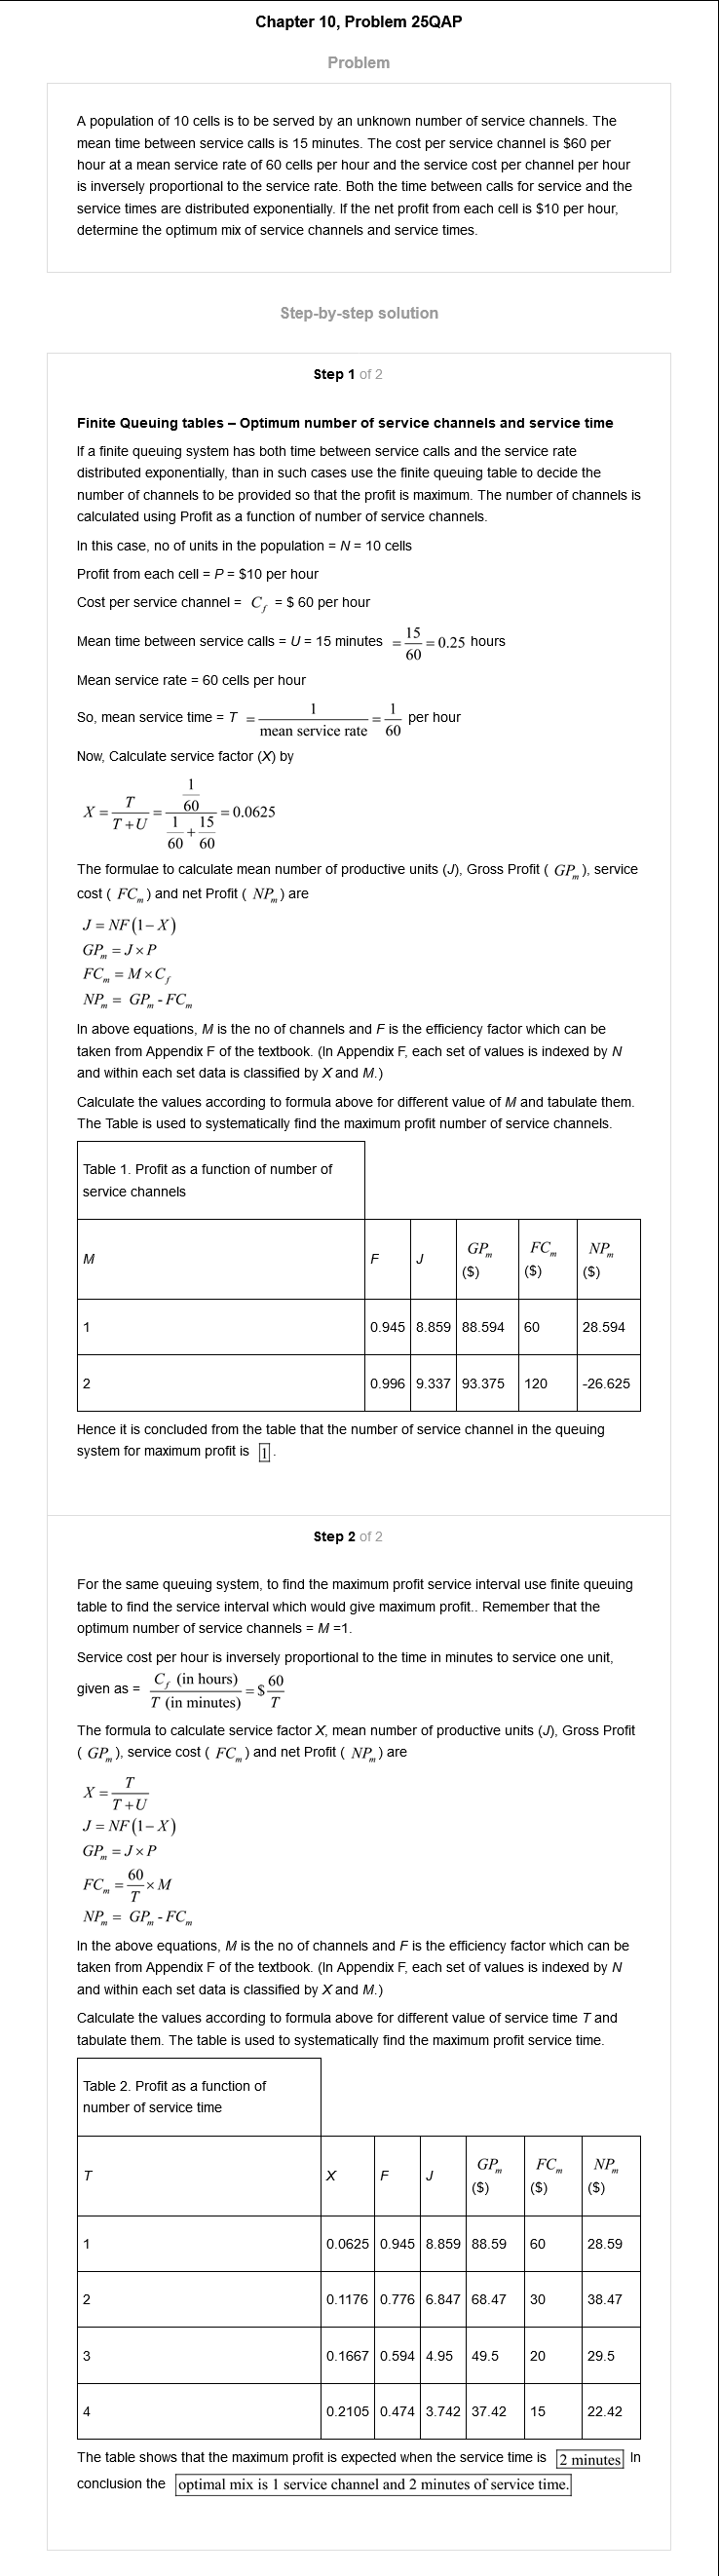 Chapter 10, Problem 25QAP
Problem
A population of 10 cells is to be served by an unknown number of service channels. The
mean time between service calls is 15 minutes. The cost per service channel is $60 per
hour at a mean service rate of 60 cells per hour and the service cost per channel per hour
is inversely proportional to the service rate. Both the time between calls for service and the
service times are distributed exponentially. If the net profit from each cell is $10 per hour,
determine the optimum mix of service channels and service times.
Step-by-step solution
Step 1 of 2
Finite Queuing tables – Optimum number of service channels and service time
If a finite queuing system has both time between service calls and the service rate
distributed exponentially, than in such cases use the finite queuing table to decide the
number of channels to be provided so that the profit is maximum. The number of channels is
calculated using Profit as a function of number of service channels.
In this case, no of units in the population = N = 10 cells
Profit from each cell = P = $10 per hour
Cost per service channel = C_f = $ 60 per hour
Mean time between service calls = U = 15 minutes = 15/60 = 0.25 hours
Mean service rate = 60 cells per hour
So, mean service time = T = 1/mean service rate = 1/60 per hour
Now, Calculate service factor (X) by
X = T/(T+U) = (1/60)/(1/60 + 15/60) = 0.0625
The formulae to calculate mean number of productive units (J), Gross Profit ( GP_m ), service
cost ( FC_m ) and net Profit ( NP_m ) are
J = NF(1−X)
GP_m = J×P
FC_m = M×C_f
NP_m = GP_m - FC_m
In above equations, M is the no of channels and F is the efficiency factor which can be
taken from Appendix F of the textbook. (In Appendix F, each set of values is indexed by N
and within each set data is classified by X and M.)
Calculate the values according to formula above for different value of M and tabulate them.
The Table is used to systematically find the maximum profit number of service channels.
Table 1. Profit as a function of number of
service channels
M F J GP_m ($) FC_m ($) NP_m ($)
1 0.945 8.859 88.594 60 28.594
2 0.996 9.337 93.375 120 -26.625
Hence it is concluded from the table that the number of service channel in the queuing
system for maximum profit is 1 .
Step 2 of 2
For the same queuing system, to find the maximum profit service interval use finite queuing
table to find the service interval which would give maximum profit.. Remember that the
optimum number of service channels = M =1.
Service cost per hour is inversely proportional to the time in minutes to service one unit,
given as = C_f (in hours)/T (in minutes) = $ 60/T
The formula to calculate service factor X, mean number of productive units (J), Gross Profit
( GP_m ), service cost ( FC_m ) and net Profit ( NP_m ) are
X = T/(T+U)
J = NF(1−X)
GP_m = J×P
FC_m = 60/T × M
NP_m = GP_m - FC_m
In the above equations, M is the no of channels and F is the efficiency factor which can be
taken from Appendix F of the textbook. (In Appendix F, each set of values is indexed by N
and within each set data is classified by X and M.)
Calculate the values according to formula above for different value of service time T and
tabulate them. The table is used to systematically find the maximum profit service time.
Table 2. Profit as a function of
number of service time
T X F J GP_m ($) FC_m ($) NP_m ($)
1 0.0625 0.945 8.859 88.59 60 28.59
2 0.1176 0.776 6.847 68.47 30 38.47
3 0.1667 0.594 4.95 49.5 20 29.5
4 0.2105 0.474 3.742 37.42 15 22.42
The table shows that the maximum profit is expected when the service time is 2 minutes In
conclusion the optimal mix is 1 service channel and 2 minutes of service time.